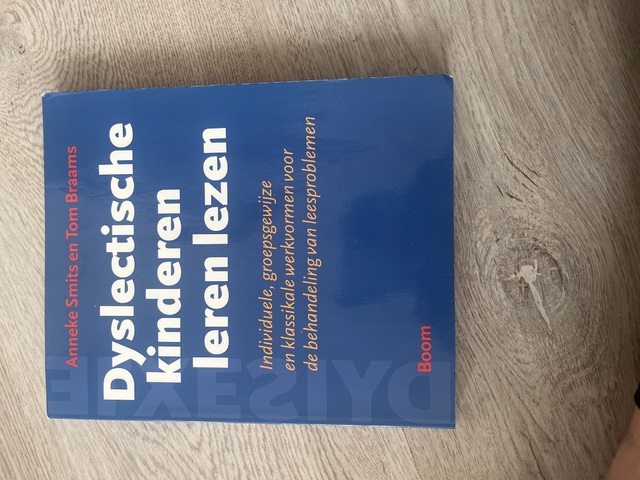 Anneke Smits en Tom Braams
Dyslectische
kinderen
leren lezen
Individuele, groepsgewijze
en klassikale werkvormen voor
de behandeling van leesproblemen
Boom
DYLSEXIE